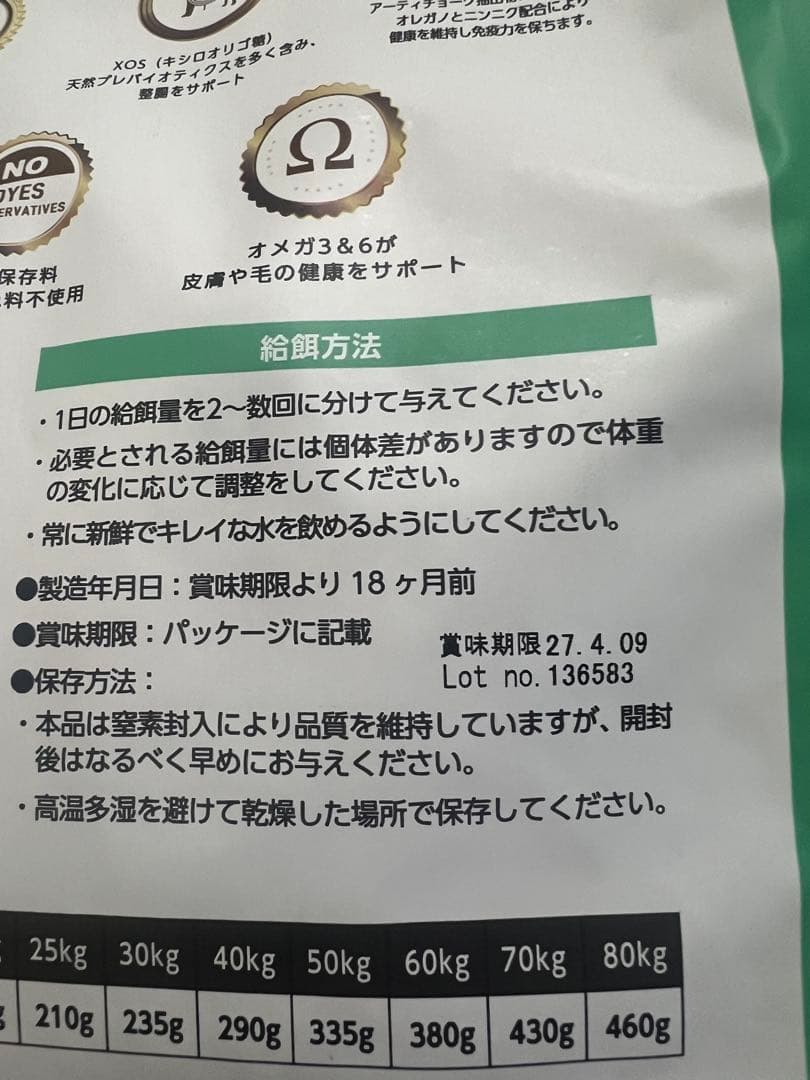 XOS（キシロオリゴ糖）
天然プレバイオティクスを多く含み、
整腸をサポート
オレガノとニンニク配合により
健康を維持し免疫力を保ちます。
NO
Ω
保存料
料不使用
オメガ3＆6が
皮膚や毛の健康をサポート
給餌方法
・1日の給餌量を2～数回に分けて与えてください。
・必要とされる給餌量には個体差がありますので体重
の変化に応じて調整をしてください。
・常に新鮮でキレイな水を飲めるようにしてください。
●製造年月日：賞味期限より18ヶ月前
●賞味期限：パッケージに記載
賞味期限27.4.09
Lot no.136583
●保存方法：
・本品は窒素封入により品質を維持していますが、開封
後はなるべく早めにお与えください。
・高温多湿を避けて乾燥した場所で保存してください。
25kg 30kg 40kg 50kg 60kg 70kg 80kg
210g 235g 290g 335g 380g 430g 460g